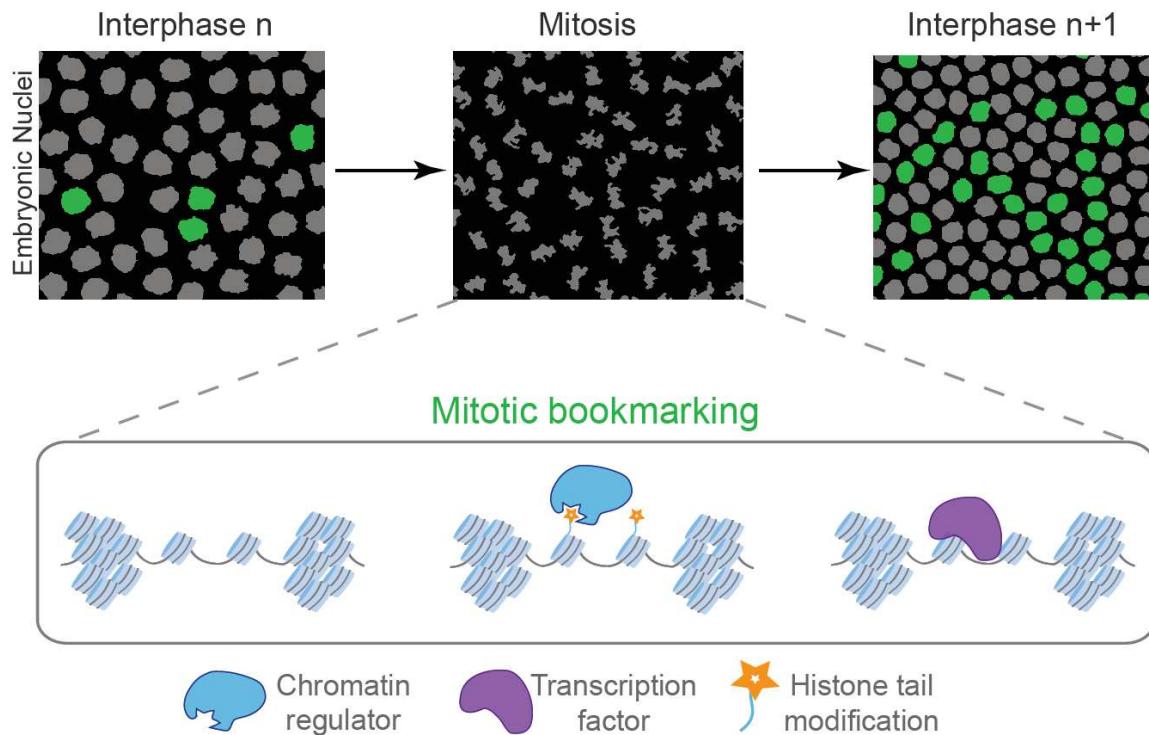 Interphase n
Mitosis
Interphase n+1
Embryonic Nuclei
Mitotic bookmarking
Chromatin
regulator
Transcription
factor
Histone tail
modification